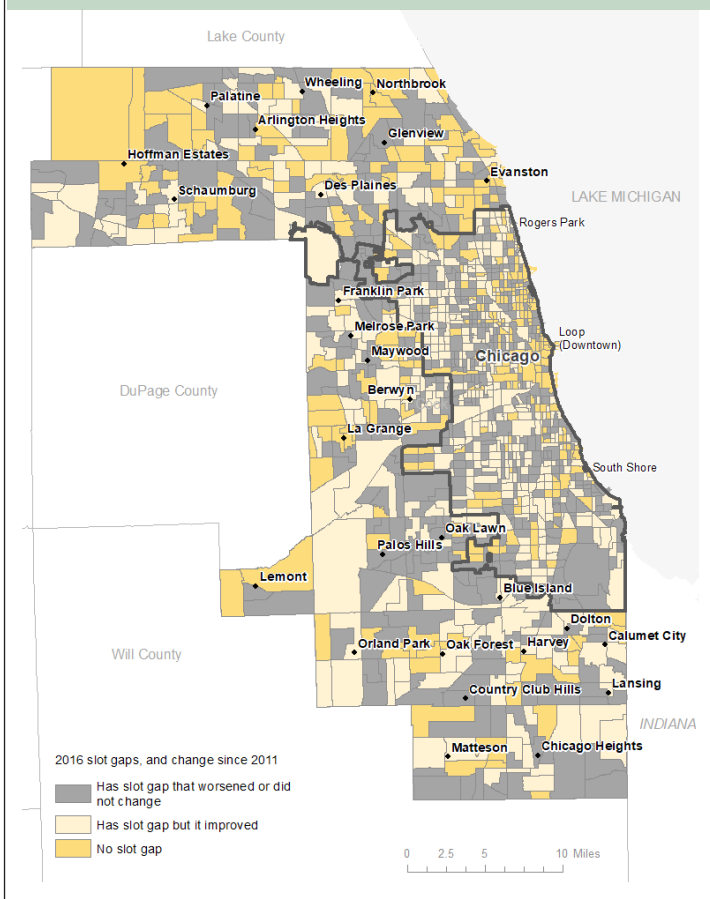 Lake County
Wheeling
Northbrook
Palatine
Arlington Heights
Glenview
Hoffman Estates
Evanston
Schaumburg
Des Plaines
LAKE MICHIGAN
Rogers Park
Franklin Park
Melrose Park
Loop
(Downtown)
Maywood
Chicago
DuPage County
Berwyn
La Grange
South Shore
Oak Lawn
Palos Hills
Lemont
Blue Island
Dolton
Calumet City
Orland Park
Oak Forest
Harvey
Will County
Lansing
Country Club Hills
INDIANA
Matteson
Chicago Heights
2016 slot gaps, and change since 2011
Has slot gap that worsened or did
not change
Has slot gap but it improved
No slot gap
0 2.5 5 10 Miles